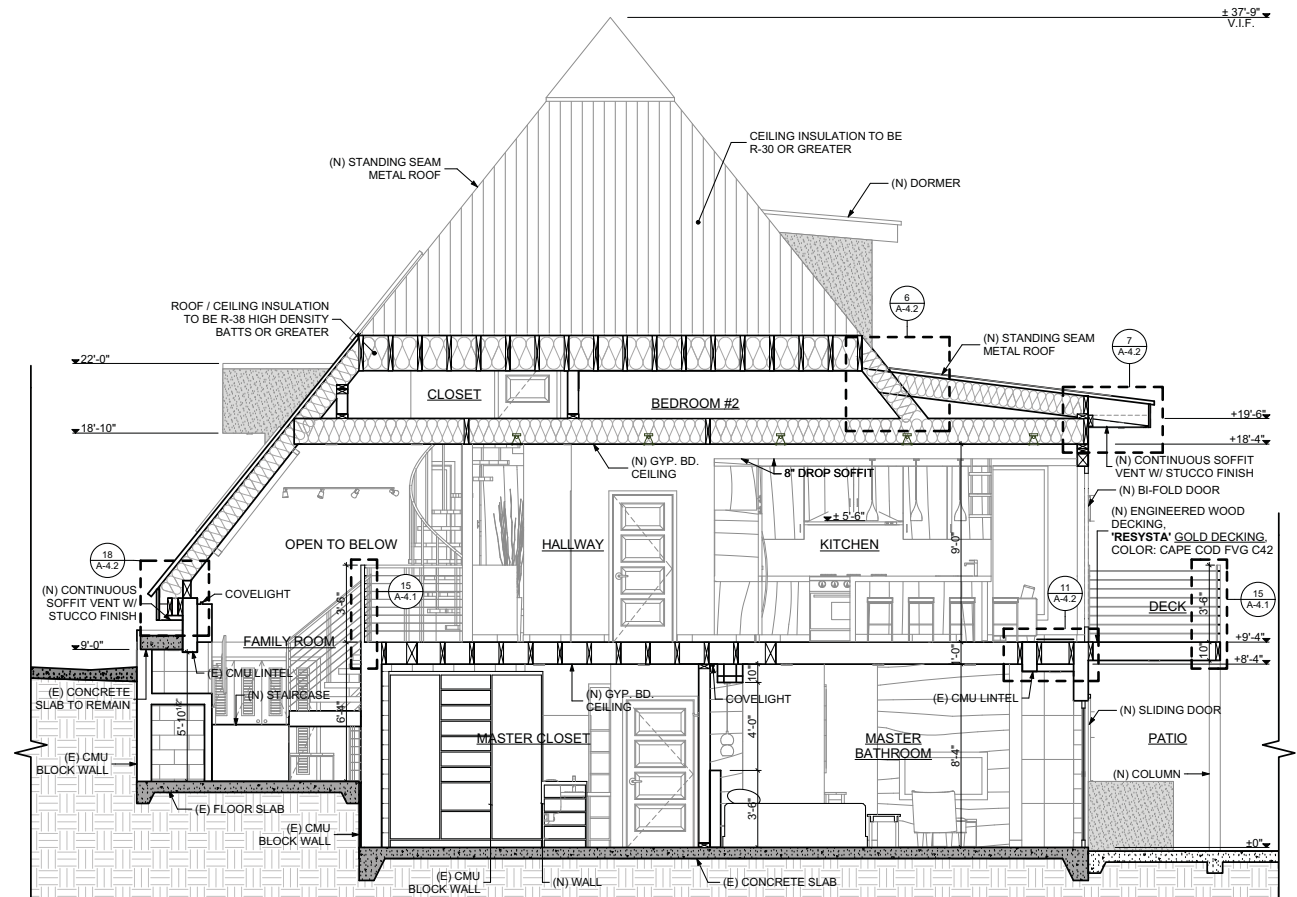 ± 37'-9"
V.I.F.
CEILING INSULATION TO BE
R-30 OR GREATER
(N) STANDING SEAM
METAL ROOF
(N) DORMER
ROOF / CEILING INSULATION
TO BE R-38 HIGH DENSITY
BATTS OR GREATER
6
A-4.2
(N) STANDING SEAM
METAL ROOF
7
A-4.2
22'-0"
CLOSET
BEDROOM #2
+19'-6"
18'-10"
+18'-4"
(N) GYP. BD.
CEILING
8" DROP SOFFIT
(N) CONTINUOUS SOFFIT
VENT W/ STUCCO FINISH
(N) BI-FOLD DOOR
(N) ENGINEERED WOOD
DECKING,
'RESYSTA' GOLD DECKING,
COLOR: CAPE COD FVG C42
± 5'-6"
OPEN TO BELOW
HALLWAY
KITCHEN
9'-0"
18
A-4.2
(N) CONTINUOUS
SOFFIT VENT W/
STUCCO FINISH
COVELIGHT
3'-6"
15
A-4.1
11
A-4.2
DECK
3'-6"
15
A-4.1
FAMILY ROOM
9'-0"
+9'-4"
1'-0"
10"
+8'-4"
(E) CMU LINTEL
(E) CONCRETE
SLAB TO REMAIN
(N) STAIRCASE
(N) GYP. BD.
CEILING
COVELIGHT
10"
(E) CMU LINTEL
5'-10 1/2"
6'-4"
4'-0"
(N) SLIDING DOOR
MASTER CLOSET
MASTER
BATHROOM
8'-4"
PATIO
(E) CMU
BLOCK WALL
(N) COLUMN
(E) FLOOR SLAB
3'-6"
(E) CMU
BLOCK WALL
±0"
(E) CMU
BLOCK WALL
(N) WALL
(E) CONCRETE SLAB